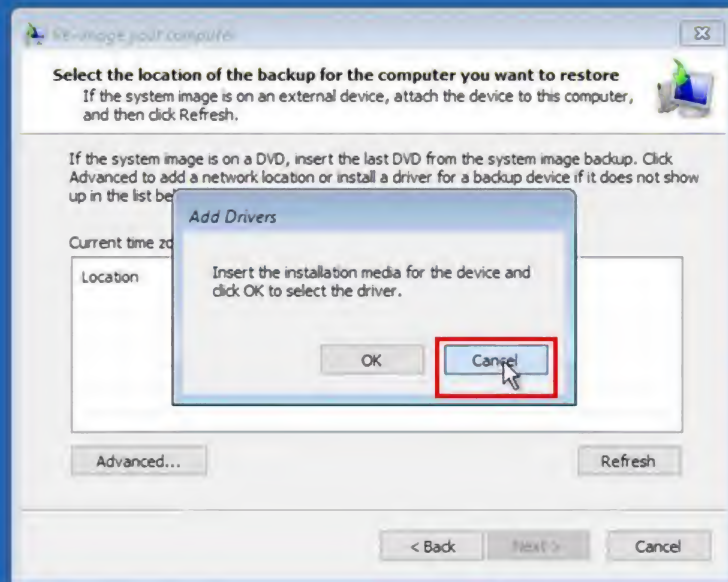 Re-image your computer
Select the location of the backup for the computer you want to restore
If the system image is on an external device, attach the device to this computer,
and then click Refresh.
If the system image is on a DVD, insert the last DVD from the system image backup. Click
Advanced to add a network location or install a driver for a backup device if it does not show
up in the list
Add Drivers
Current time
Location
Insert the installation media for the device and
click OK to select the driver.
OK
Cancel
Advanced...
Refresh
< Back
Next >
Cancel